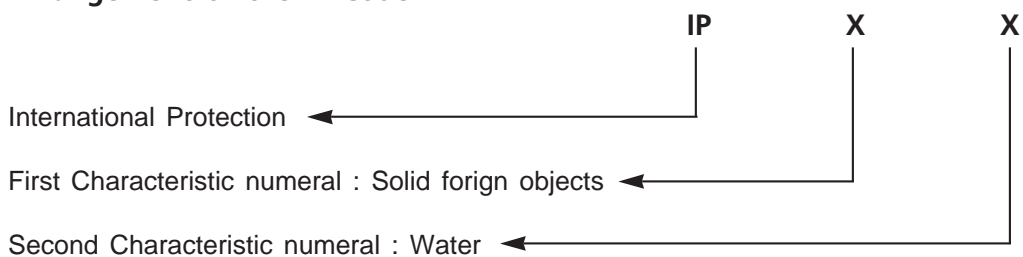 IP X X
International Protection
First Characteristic numeral : Solid forign objects
Second Characteristic numeral : Water